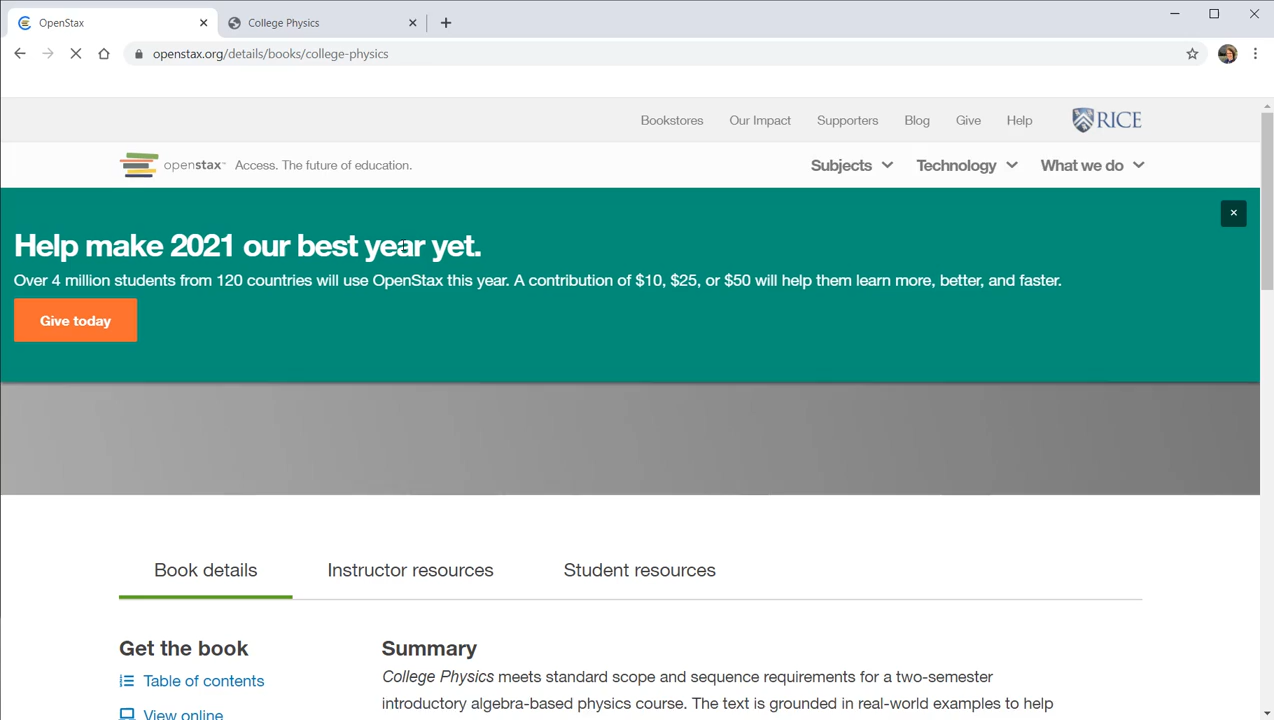 OpenStax
College Physics
openstax.org/details/books/college-physics
Bookstores Our Impact Supporters Blog Give Help RICE
openstax™ Access. The future of education. Subjects Technology What we do
Help make 2021 our best year yet.
Over 4 million students from 120 countries will use OpenStax this year. A contribution of $10, $25, or $50 will help them learn more, better, and faster.
Give today
Book details Instructor resources Student resources
Get the book
Table of contents
View online
Summary
College Physics meets standard scope and sequence requirements for a two-semester
introductory algebra-based physics course. The text is grounded in real-world examples to help